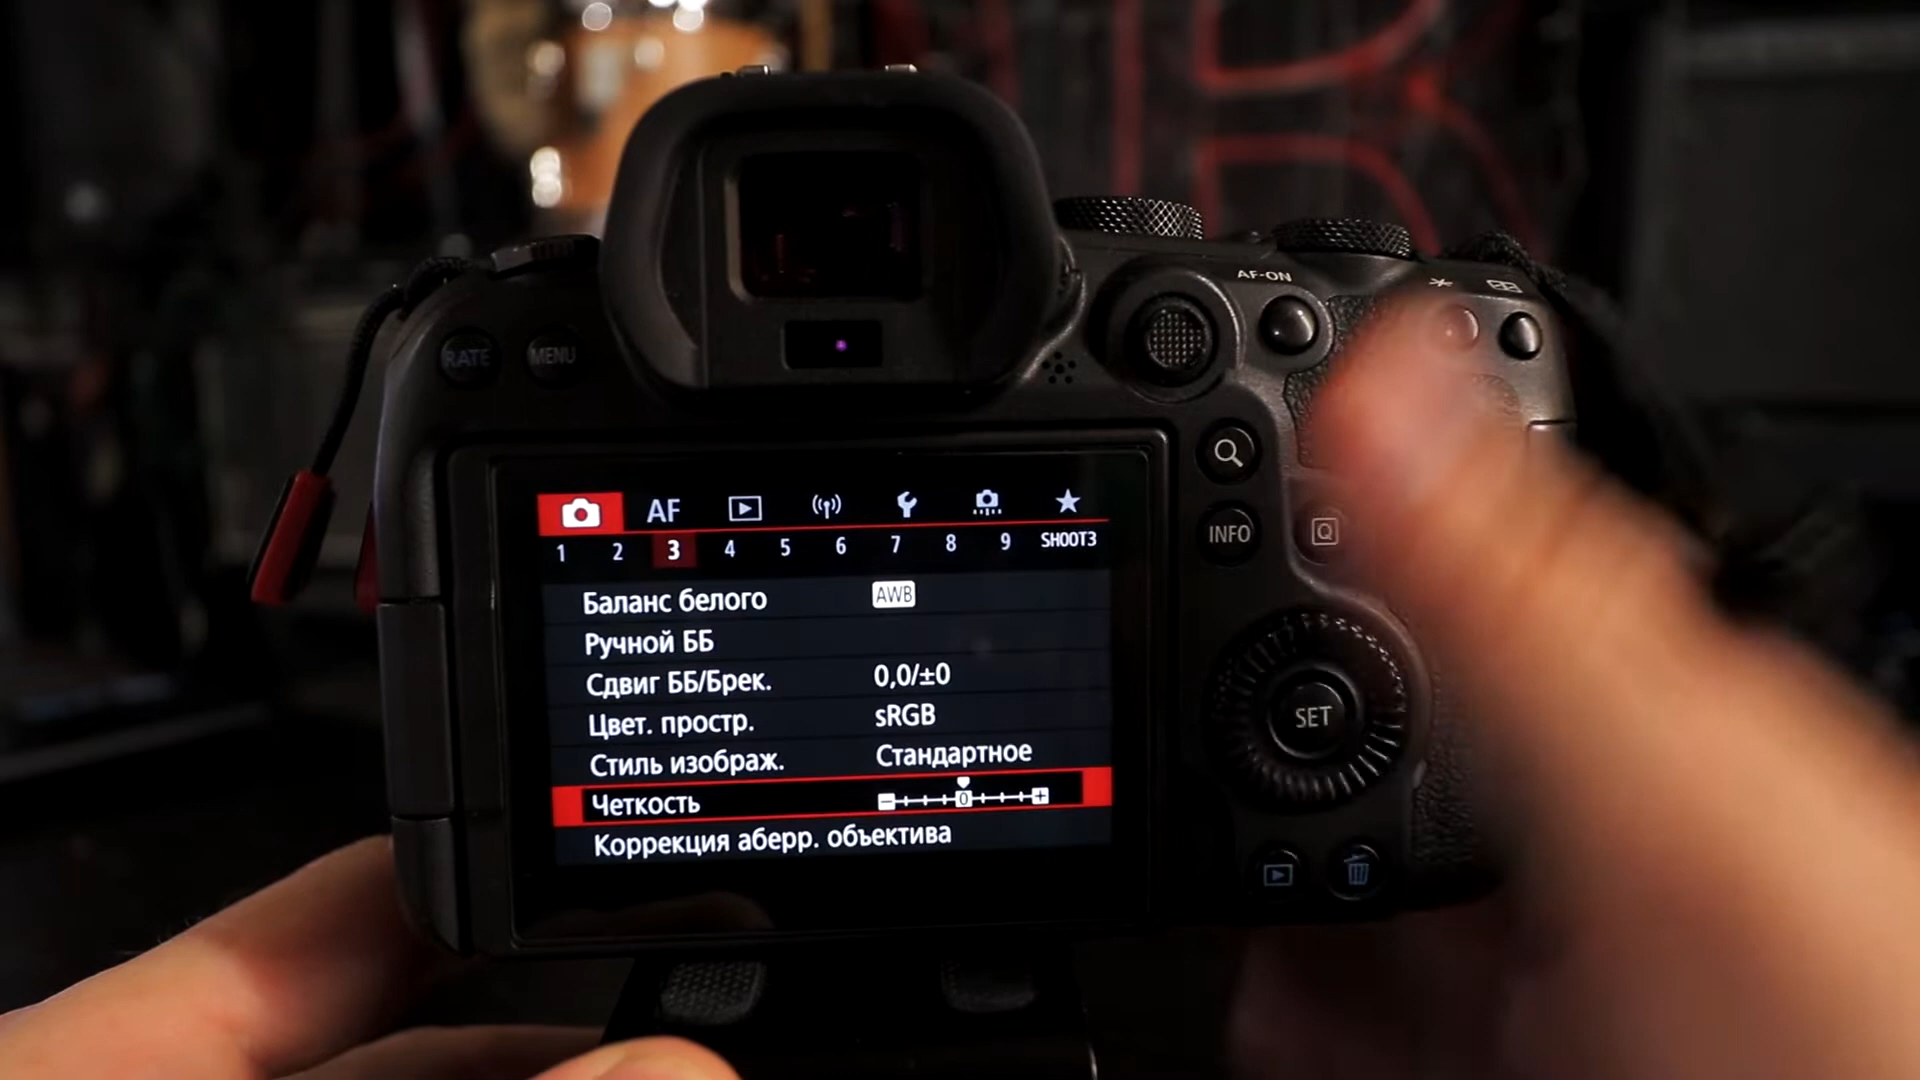 AF-ON
RATE MENU
AF
1 2 3 4 5 6 7 8 9 SHOOT3
Баланс белого AWB
Ручной ББ
Сдвиг ББ/Брек. 0,0/±0
Цвет. простр. sRGB
Стиль изображ. Стандартное
Четкость 0
Коррекция аберр. объектива
INFO
Q
SET